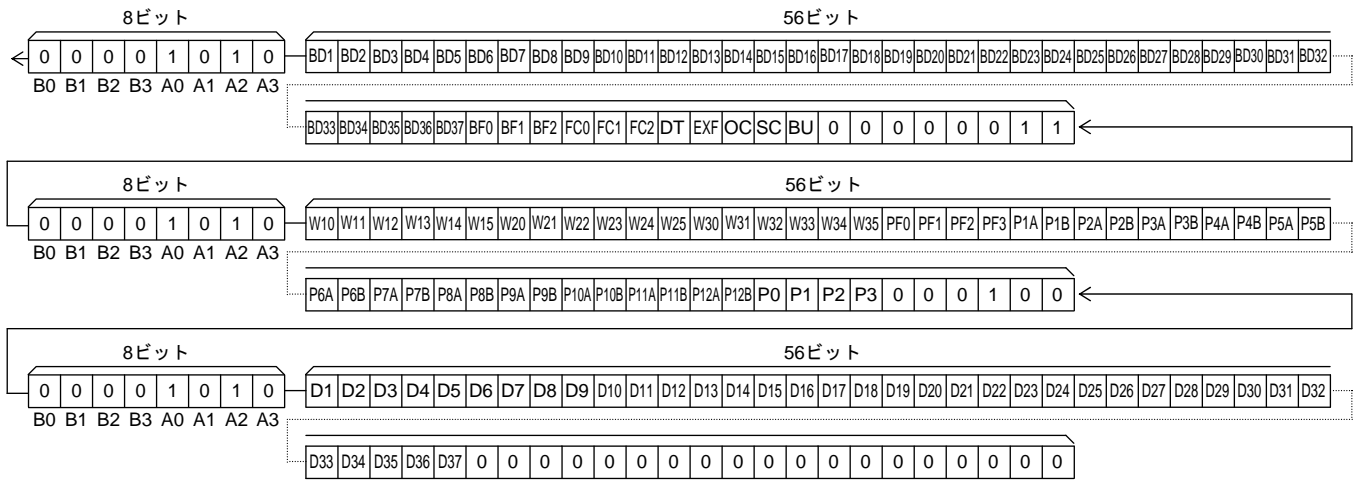 8ビット 56ビット
0 0 0 0 1 0 1 0 BD1 BD2 BD3 BD4 BD5 BD6 BD7 BD8 BD9 BD10 BD11 BD12 BD13 BD14 BD15 BD16 BD17 BD18 BD19 BD20 BD21 BD22 BD23 BD24 BD25 BD26 BD27 BD28 BD29 BD30 BD31 BD32
B0 B1 B2 B3 A0 A1 A2 A3
BD33 BD34 BD35 BD36 BD37 BF0 BF1 BF2 FC0 FC1 FC2 DT EXF OC SC BU 0 0 0 0 0 0 1 1
8ビット 56ビット
0 0 0 0 1 0 1 0 W10 W11 W12 W13 W14 W15 W20 W21 W22 W23 W24 W25 W30 W31 W32 W33 W34 W35 PF0 PF1 PF2 PF3 P1A P1B P2A P2B P3A P3B P4A P4B P5A P5B
B0 B1 B2 B3 A0 A1 A2 A3
P6A P6B P7A P7B P8A P8B P9A P9B P10A P10B P11A P11B P12A P12B P0 P1 P2 P3 0 0 0 1 0 0
8ビット 56ビット
0 0 0 0 1 0 1 0 D1 D2 D3 D4 D5 D6 D7 D8 D9 D10 D11 D12 D13 D14 D15 D16 D17 D18 D19 D20 D21 D22 D23 D24 D25 D26 D27 D28 D29 D30 D31 D32
B0 B1 B2 B3 A0 A1 A2 A3
D33 D34 D35 D36 D37 0 0 0 0 0 0 0 0 0 0 0 0 0 0 0 0 0 0 0